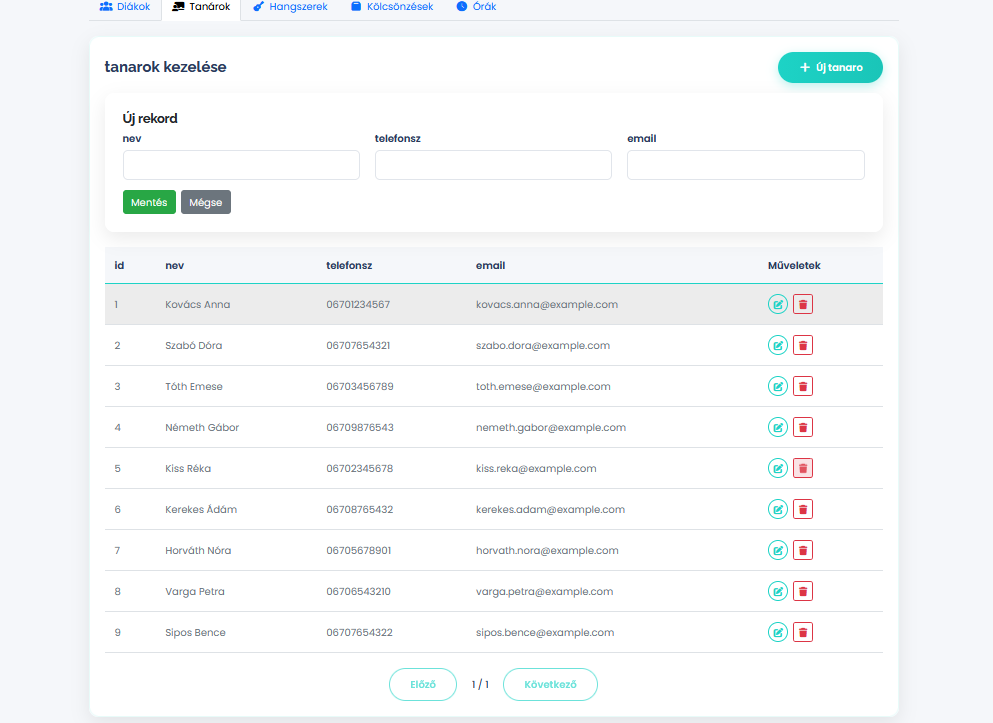 Diákok Tanárok Hangszerek Kölcsönzések Órák
tanarok kezelése
+ Új tanaro
Új rekord
nev telefonsz email
Mentés Mégse
id nev telefonsz email Műveletek
1 Kovács Anna 06701234567 kovacs.anna@example.com
2 Szabó Dóra 06707654321 szabo.dora@example.com
3 Tóth Emese 06703456789 toth.emese@example.com
4 Németh Gábor 06709876543 nemeth.gabor@example.com
5 Kiss Réka 06702345678 kiss.reka@example.com
6 Kerekes Ádám 06708765432 kerekes.adam@example.com
7 Horváth Nóra 06705678901 horvath.nora@example.com
8 Varga Petra 06706543210 varga.petra@example.com
9 Sipos Bence 06707654322 sipos.bence@example.com
Előző 1 / 1 Következő